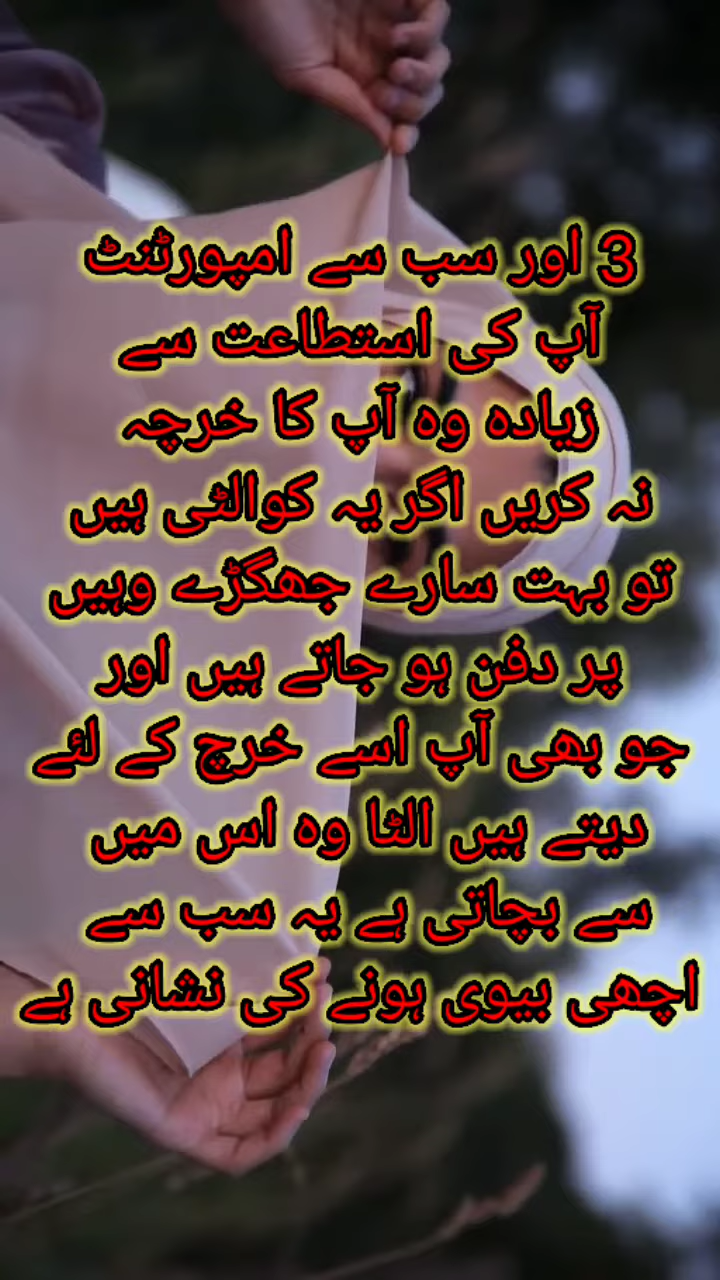 3 اور سب سے امپورٹنٹ
آپ کی استطاعت سے
زیادہ وہ آپ کا خرچہ
نہ کریں اگر یہ کوالٹی ہیں
تو بہت سارے جھگڑے وہیں
پر دفن ہو جاتے ہیں اور
جو بھی آپ اسے خرچ کے لئے
دیتے ہیں الٹا وہ اس میں
سے بچاتی ہے یہ سب سے
اچھی بیوی ہونے کی نشانی ہے